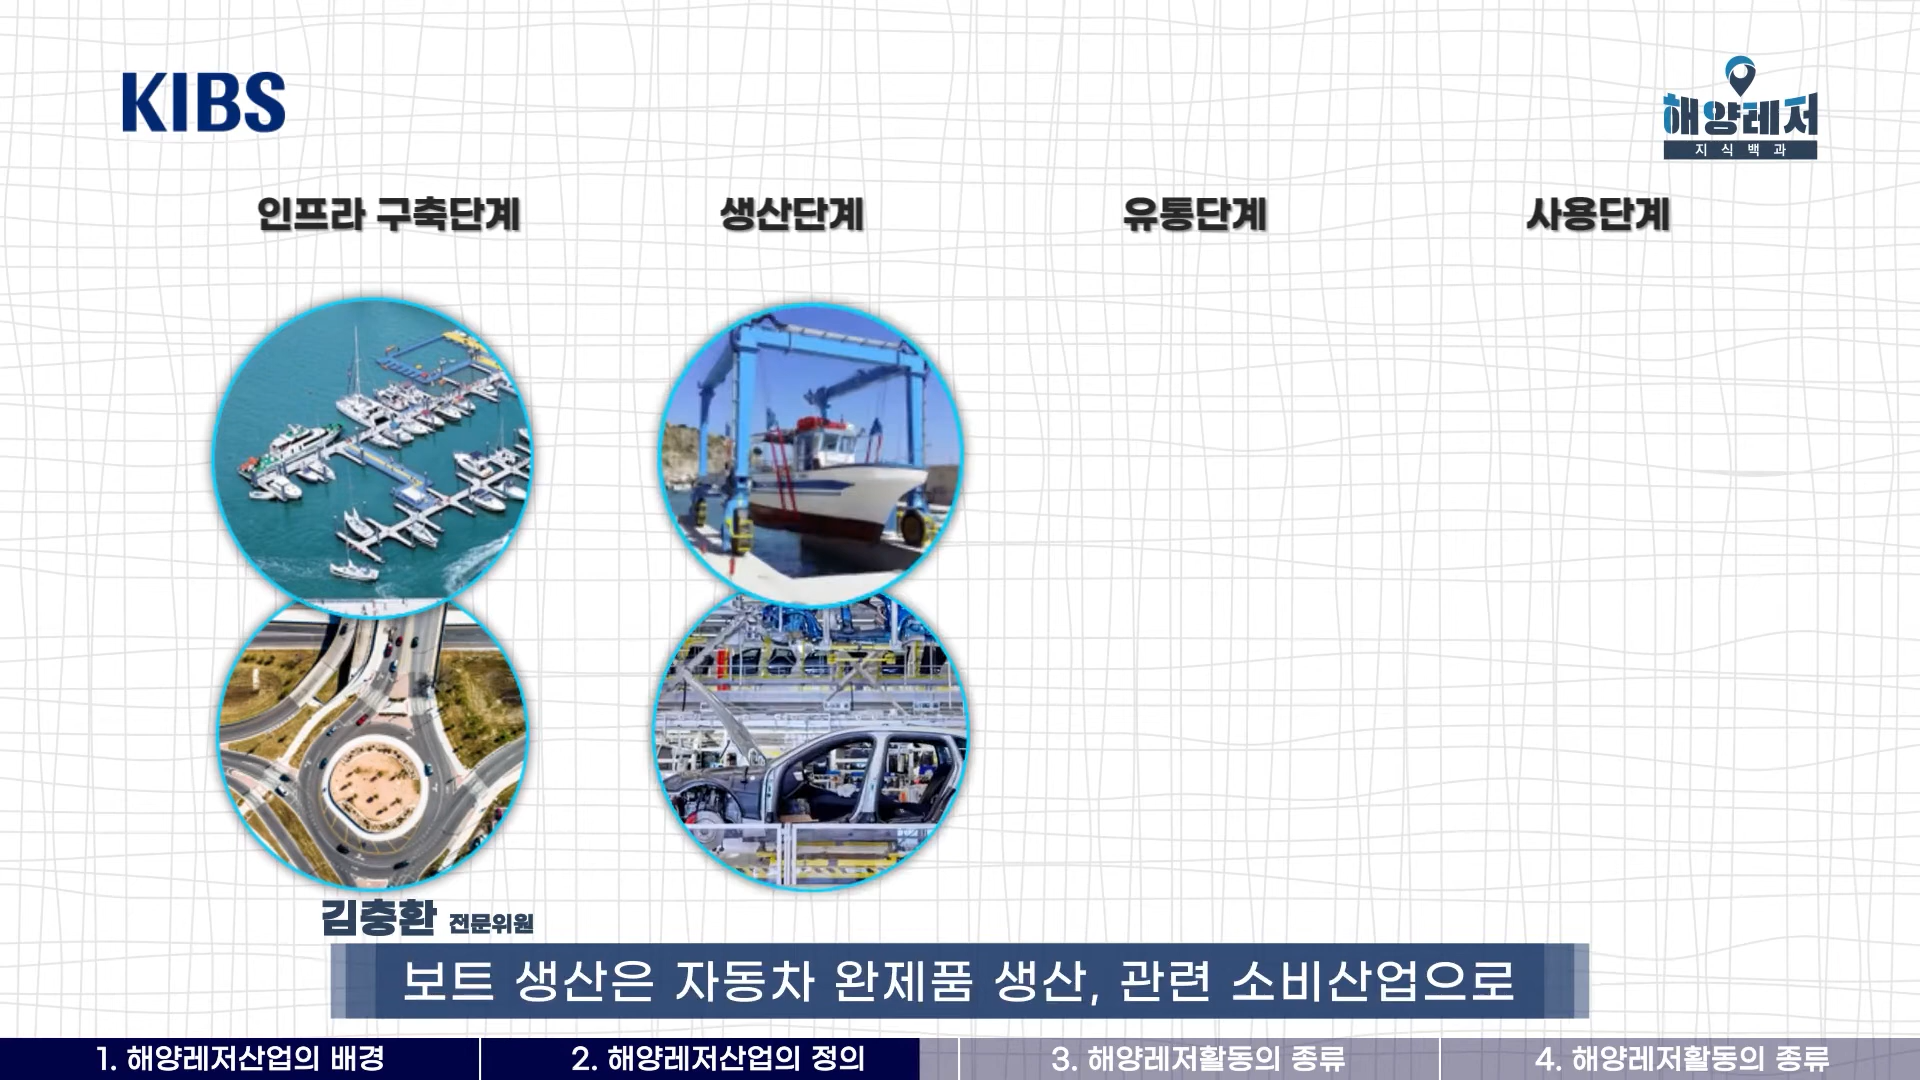 KIBS
해양레저
지식백과
인프라 구축단계
생산단계
유통단계
사용단계
김충환 전문위원
보트 생산은 자동차 완제품 생산, 관련 소비산업으로
1. 해양레저산업의 배경
2. 해양레저산업의 정의
3. 해양레저활동의 종류
4. 해양레저활동의 종류